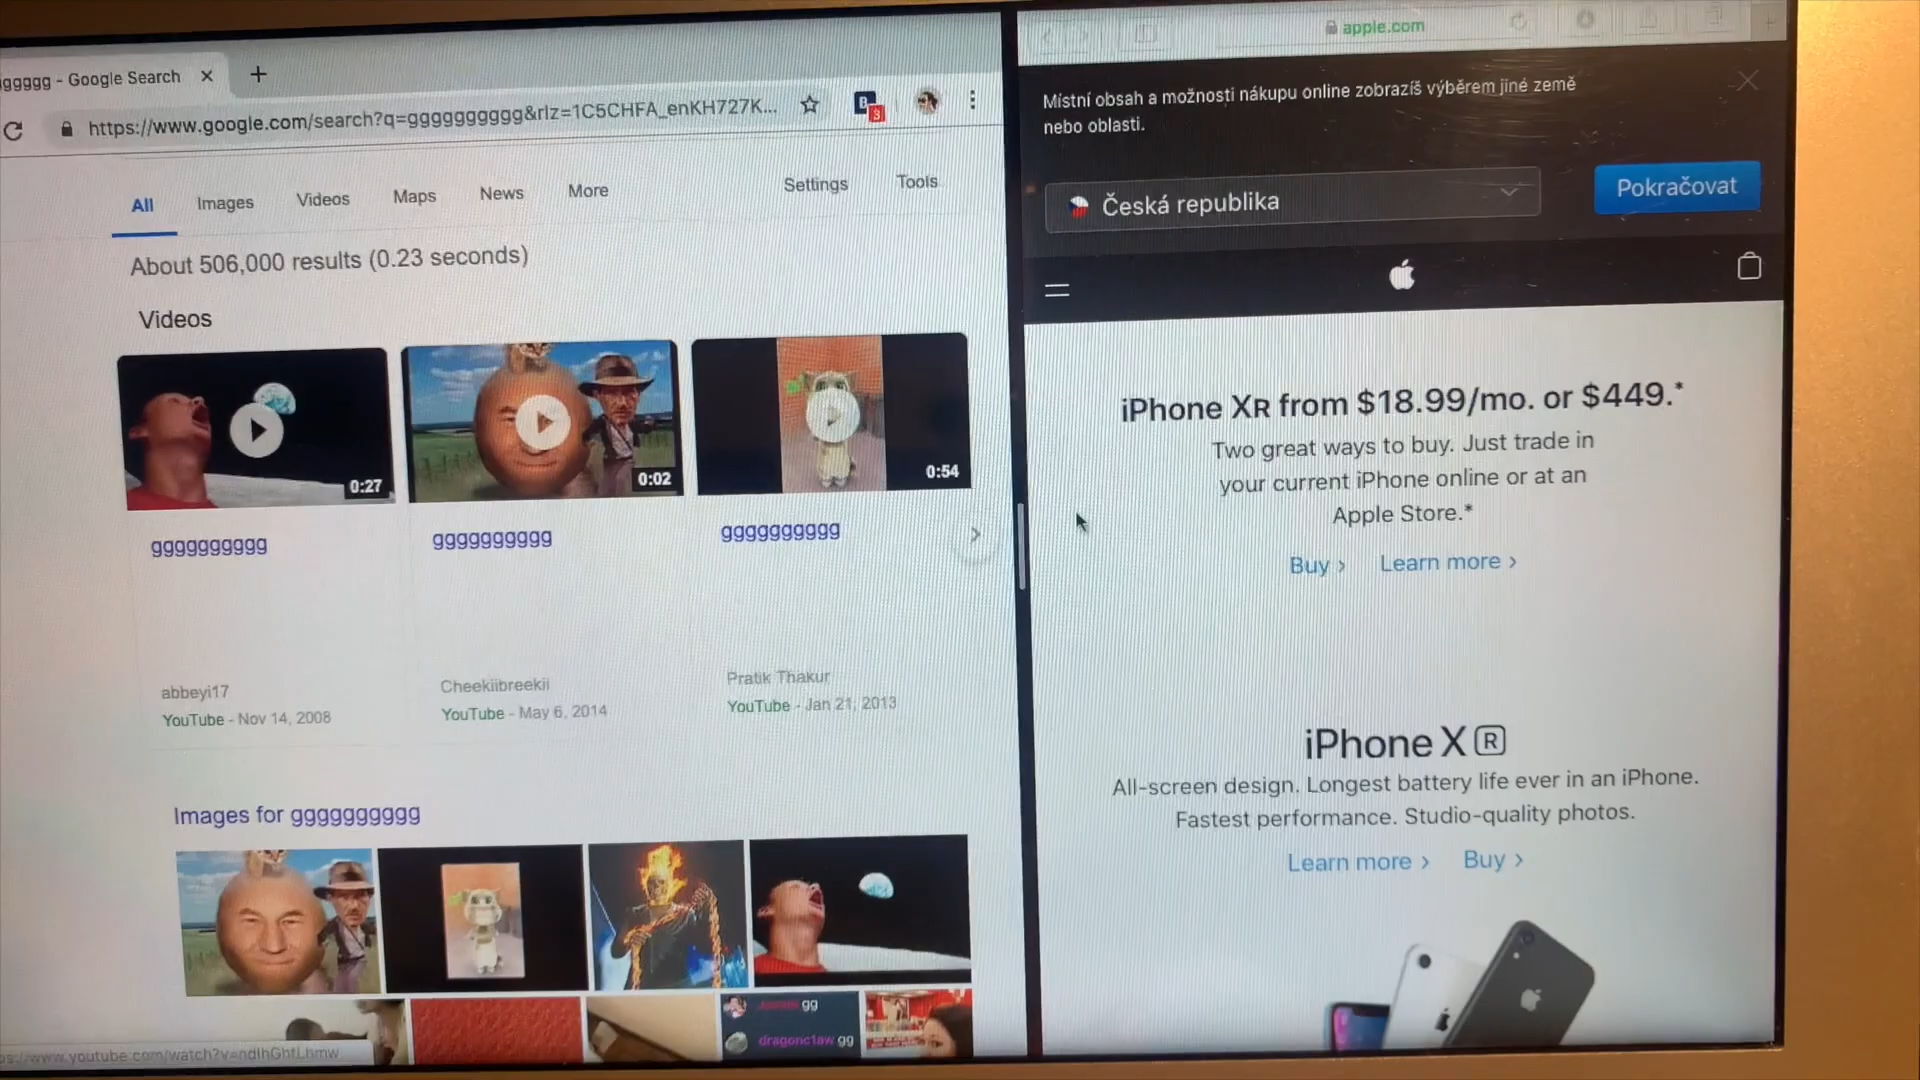 gggggg - Google Search
https://www.google.com/search?q=gggggggggg&rlz=1C5CHFA_enKH727K...
B
3
All Images Videos Maps News More Settings Tools
About 506,000 results (0.23 seconds)
Videos
0:27
0:02
0:54
gggggggggg
gggggggggg
gggggggggg
abbeyi17
YouTube - Nov 14, 2008
Cheekiibreekii
YouTube - May 6, 2014
Pratik Thakur
YouTube - Jan 21, 2013
Images for gggggggggg
gg
dragonc1aw gg
apple.com
Místní obsah a možnosti nákupu online zobrazíš výběrem jiné země
nebo oblasti.
Česká republika
Pokračovat
iPhone XR from $18.99/mo. or $449.*
Two great ways to buy. Just trade in
your current iPhone online or at an
Apple Store.*
Buy > Learn more >
iPhone XR
All-screen design. Longest battery life ever in an iPhone.
Fastest performance. Studio-quality photos.
Learn more > Buy >